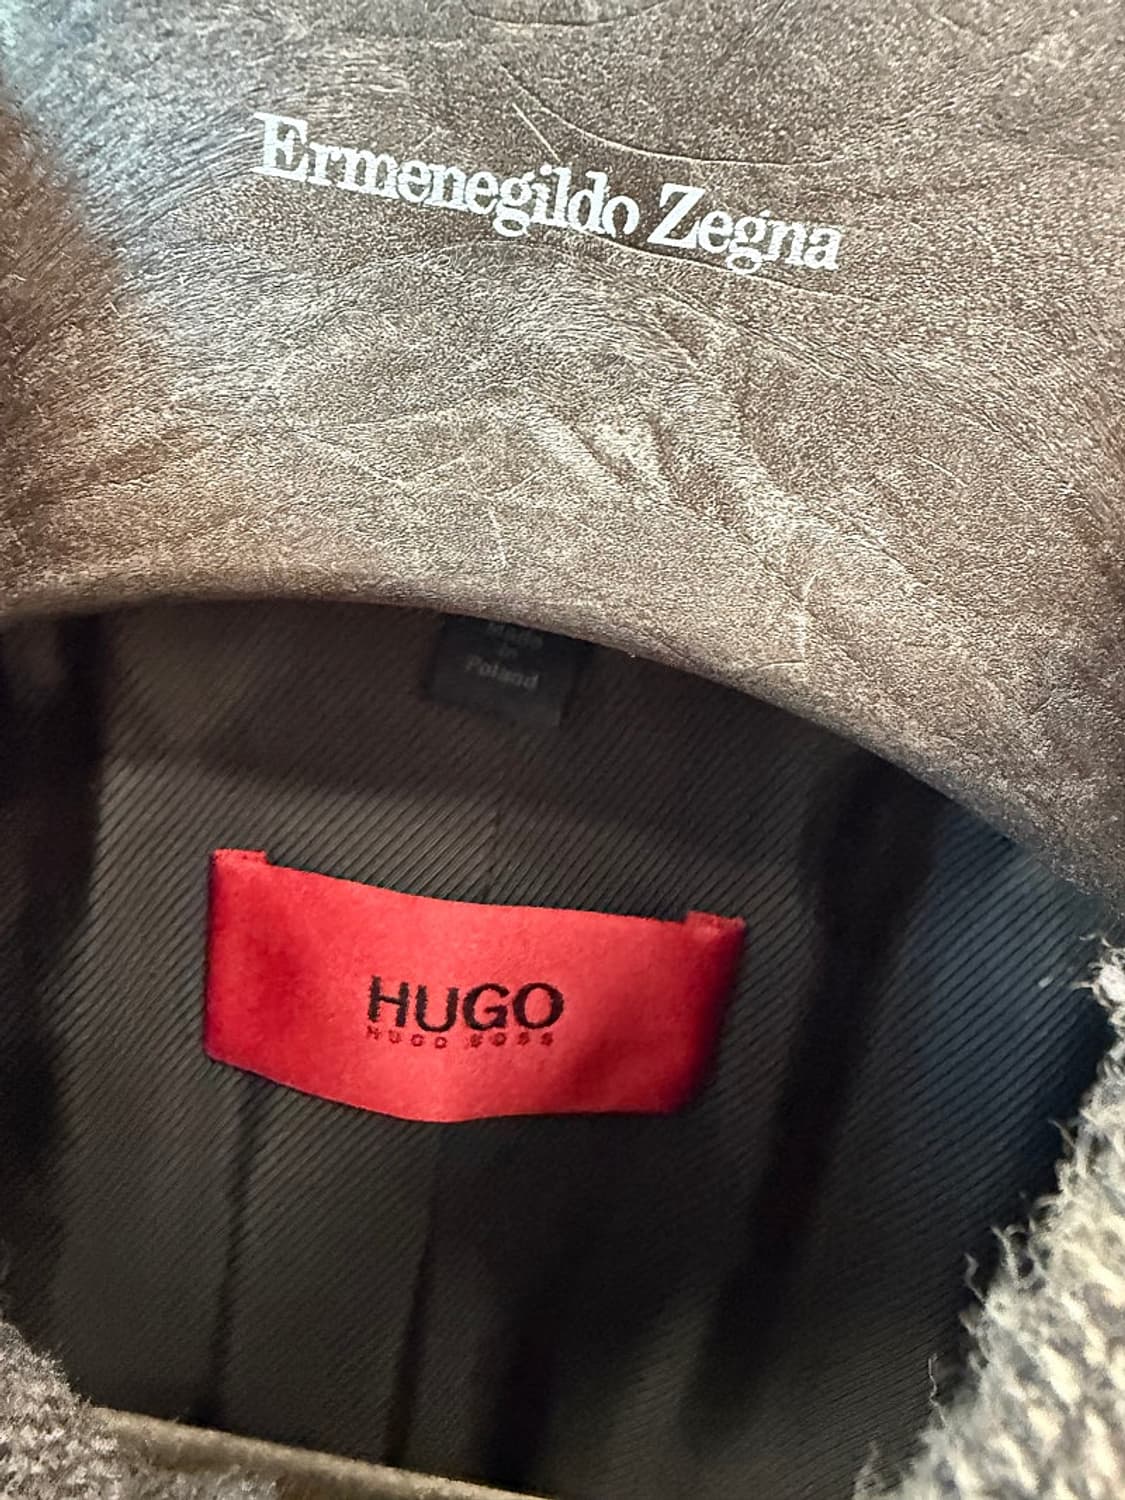 Ermenegildo Zegna
Made
in
Poland
HUGO
HUGO BOSS